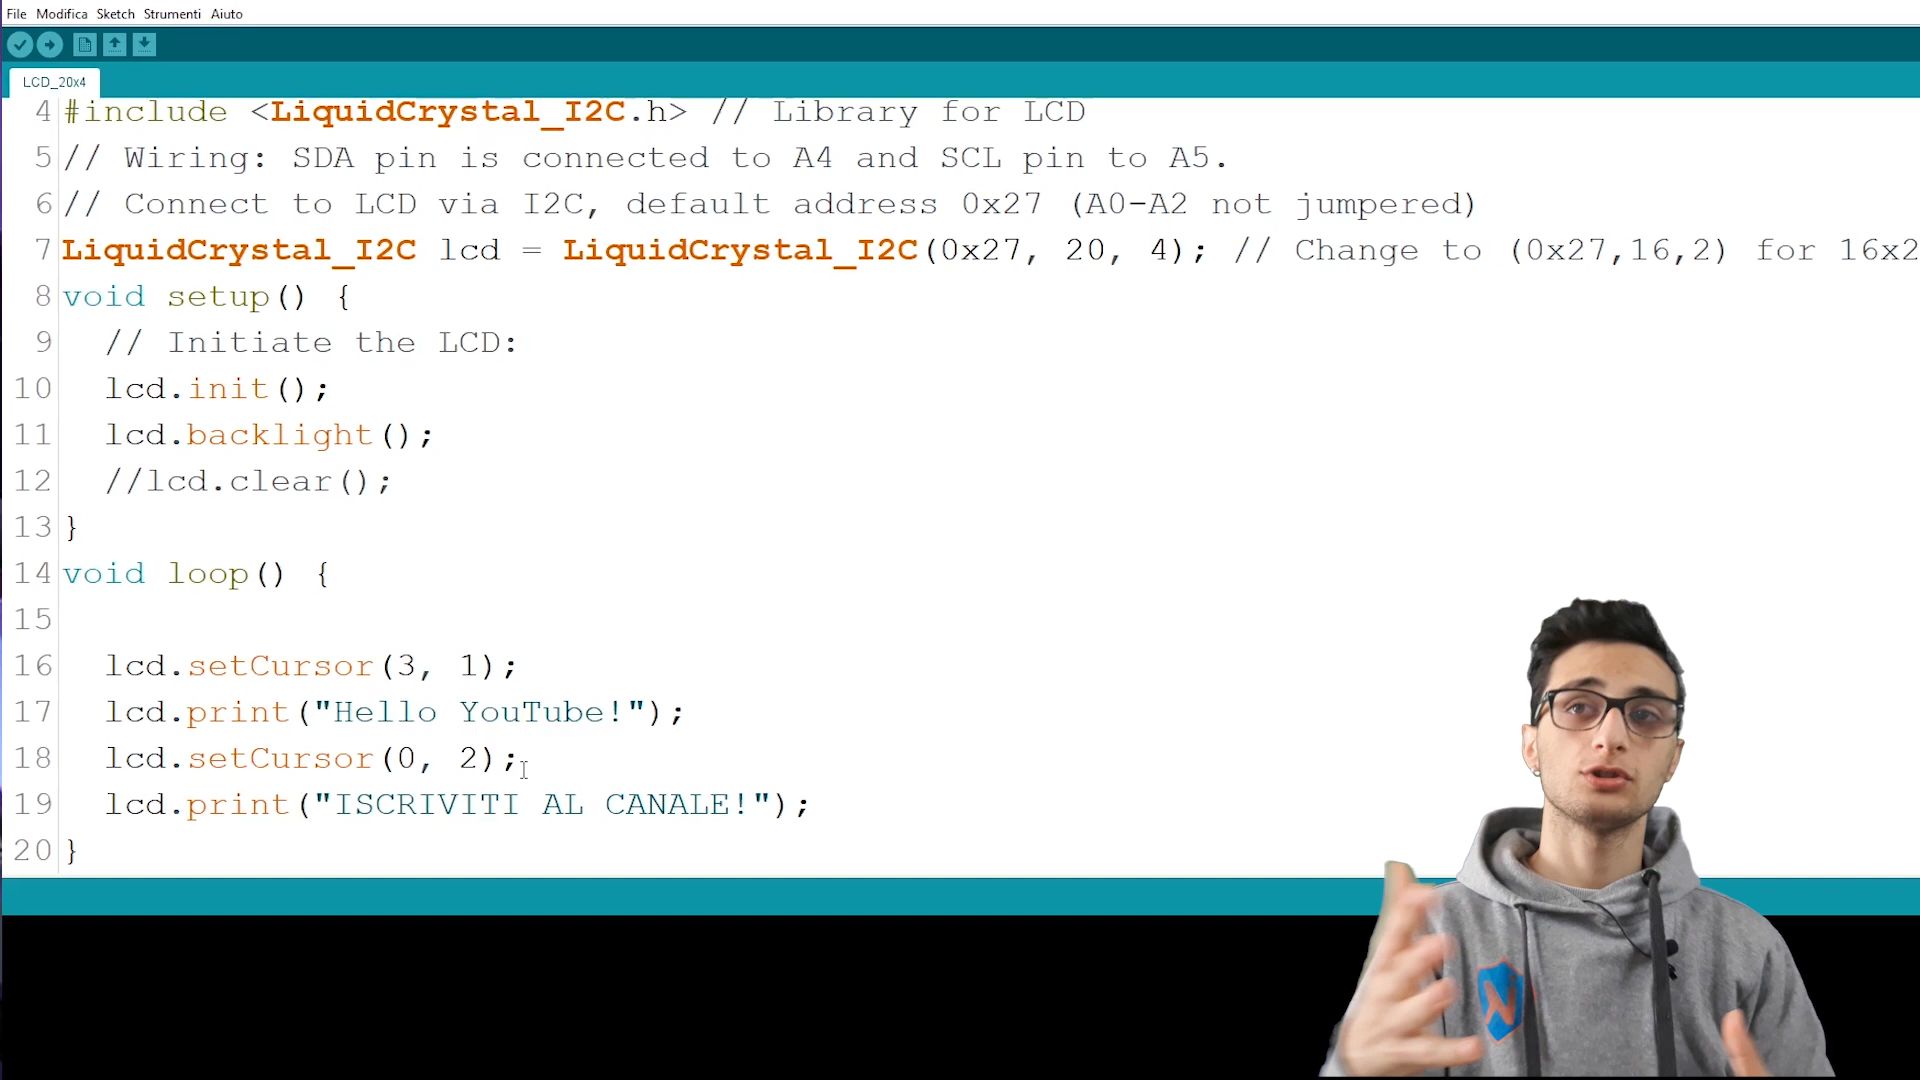 File Modifica Sketch Strumenti Aiuto
LCD_20x4
4 #include <LiquidCrystal_I2C.h> // Library for LCD
5 // Wiring: SDA pin is connected to A4 and SCL pin to A5.
6 // Connect to LCD via I2C, default address 0x27 (A0-A2 not jumpered)
7 LiquidCrystal_I2C lcd = LiquidCrystal_I2C(0x27, 20, 4); // Change to (0x27,16,2) for 16x2
8 void setup() {
9 // Initiate the LCD:
10 lcd.init();
11 lcd.backlight();
12 //lcd.clear();
13 }
14 void loop() {
15
16 lcd.setCursor(3, 1);
17 lcd.print("Hello YouTube!");
18 lcd.setCursor(0, 2);
19 lcd.print("ISCRIVITI AL CANALE!");
20 }